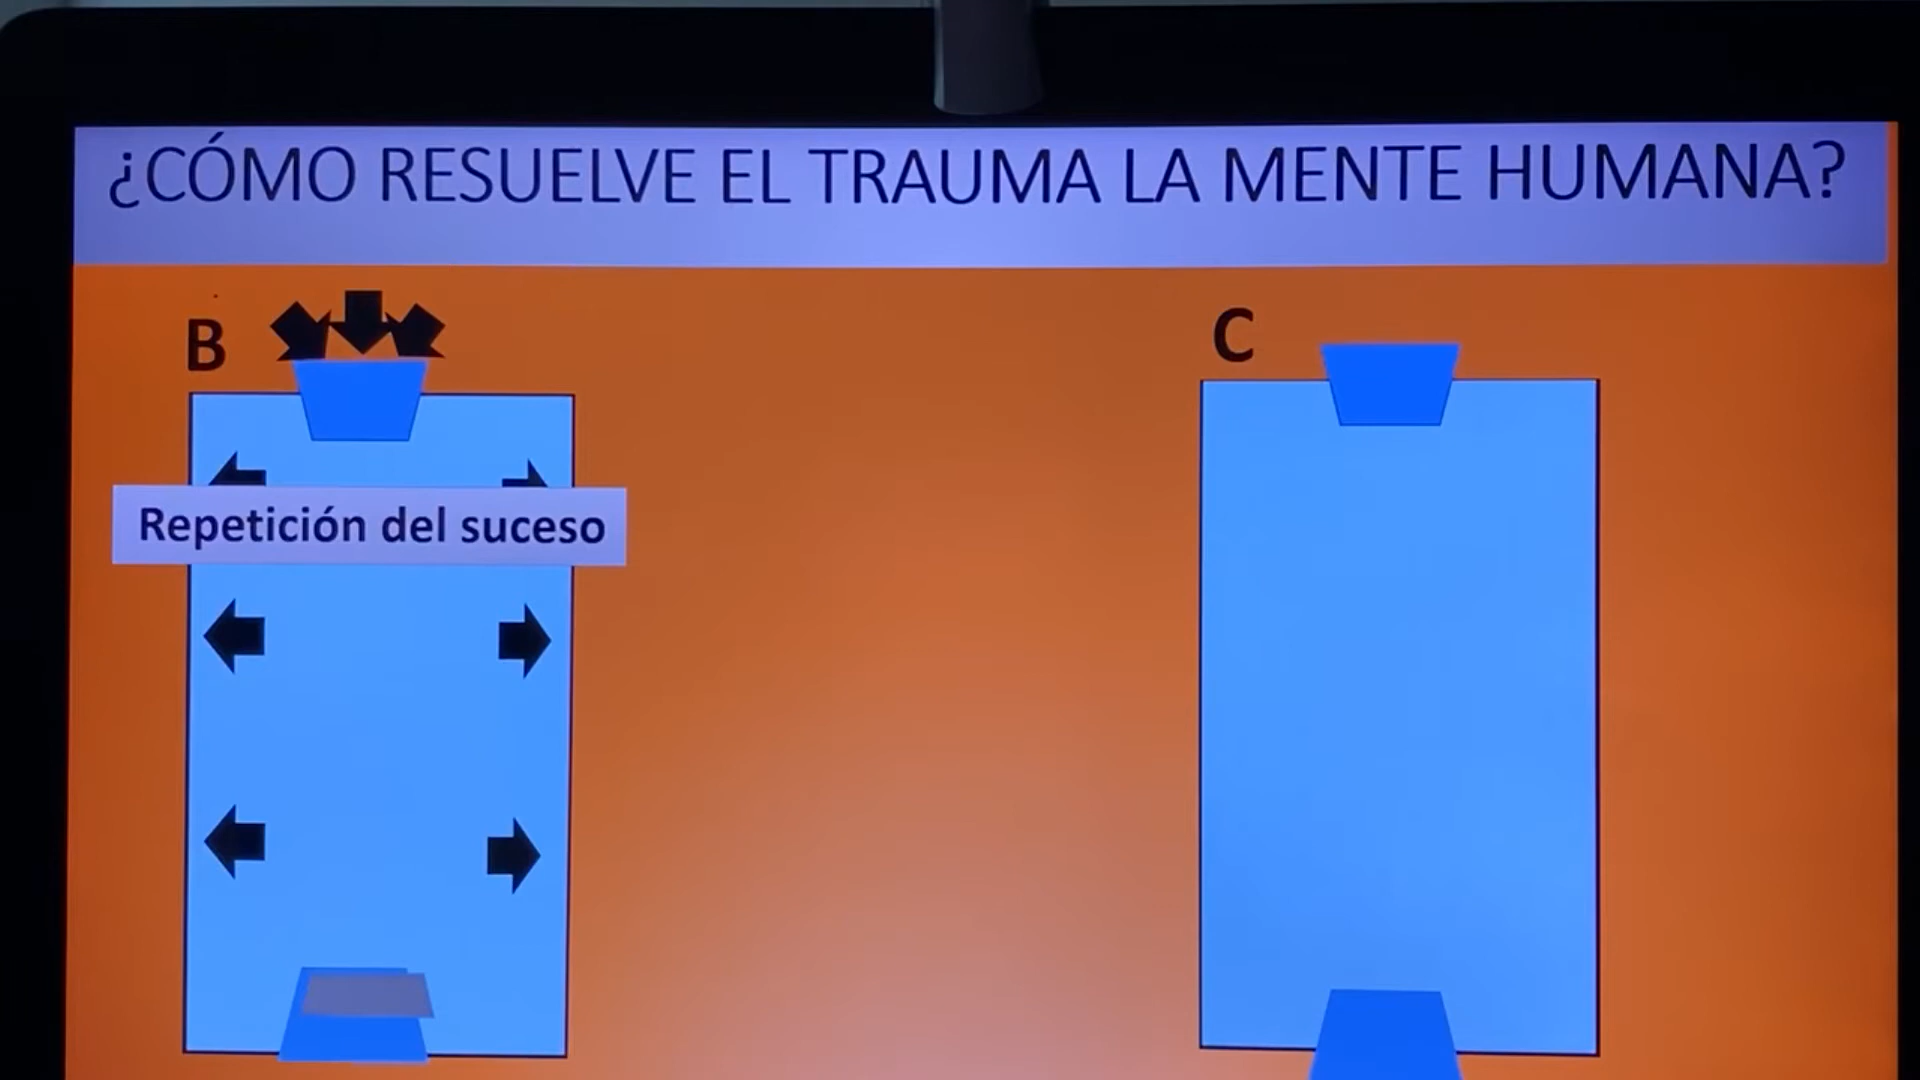 ¿CÓMO RESUELVE EL TRAUMA LA MENTE HUMANA?
B
C
Repetición del suceso